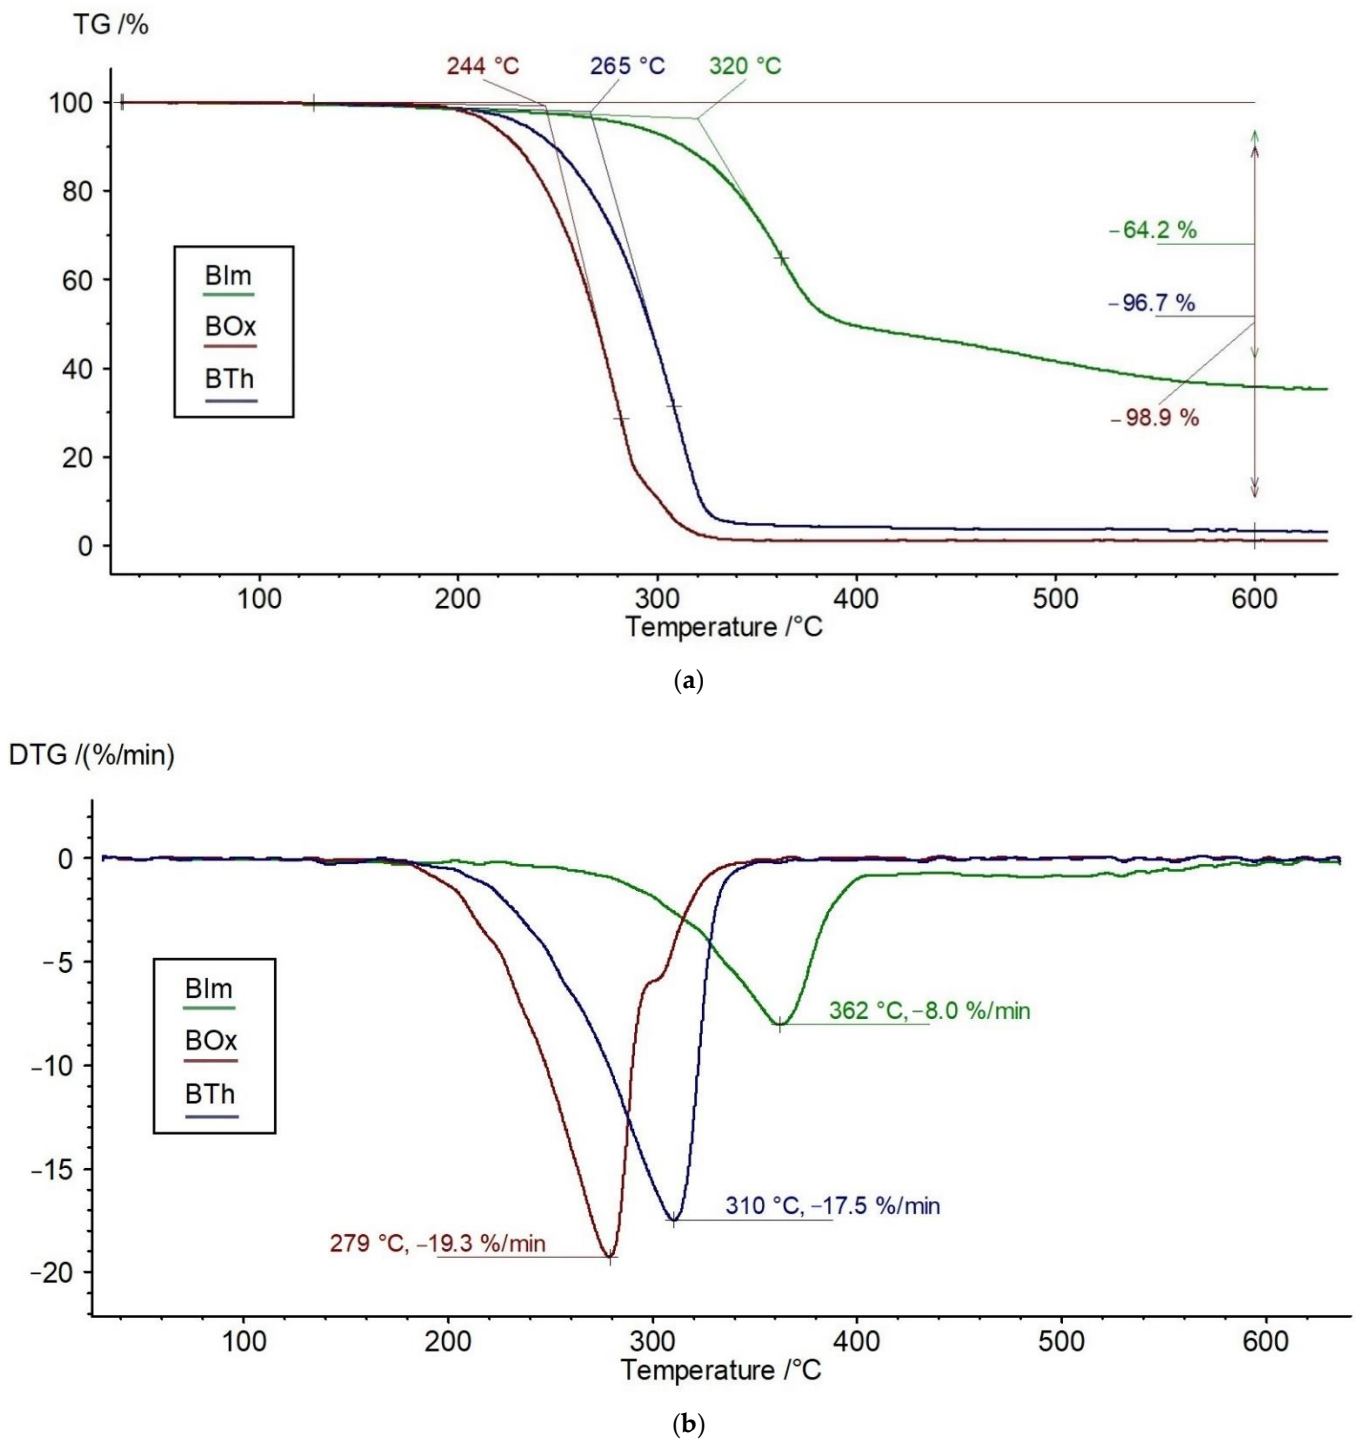 TG /%
244 °C 265 °C 320 °C
100
80
60
40
20
0
BIm
BOx
BTh
−64.2 %
−96.7 %
−98.9 %
100 200 300 400 500 600
Temperature /°C
(a)
DTG /(%/min)
0
−5
−10
−15
−20
BIm
BOx
BTh
362 °C, −8.0 %/min
310 °C, −17.5 %/min
279 °C, −19.3 %/min
100 200 300 400 500 600
Temperature /°C
(b)